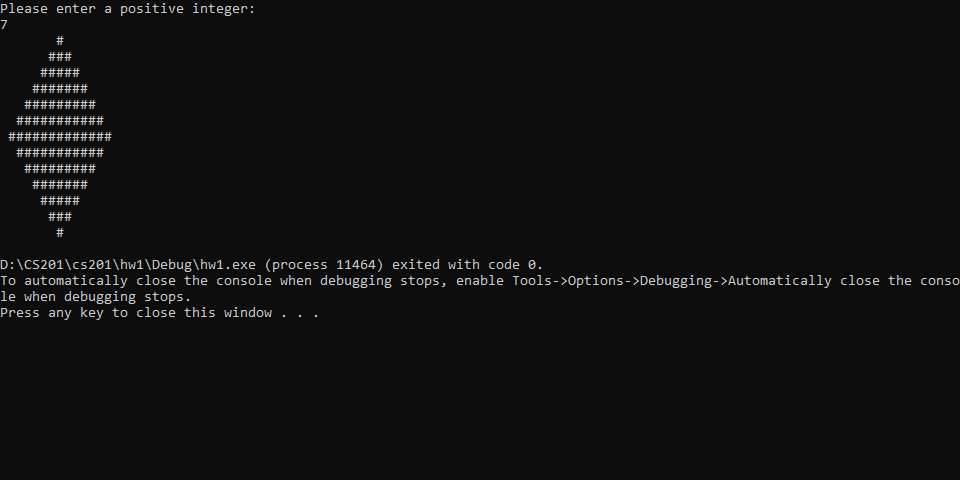 Please enter a positive integer:
7
       #
      ###
     #####
    #######
   #########
  ###########
 #############
  ###########
   #########
    #######
     #####
      ###
       #
D:\CS201\cs201\hw1\Debug\hw1.exe (process 11464) exited with code 0.
To automatically close the console when debugging stops, enable Tools->Options->Debugging->Automatically close the conso
le when debugging stops.
Press any key to close this window . . .